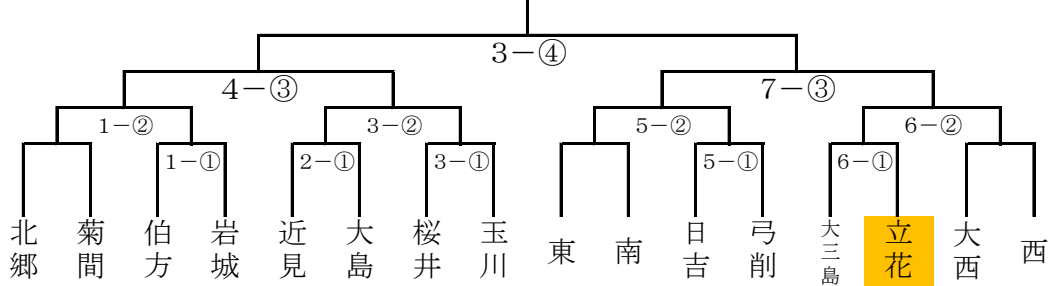 3－④
4－③
7－③
1－②
3－②
5－②
6－②
1－①
2－①
3－①
5－①
6－①
北郷
菊間
伯方
岩城
近見
大島
桜井
玉川
東
南
日吉
弓削
大三島
立花
大西
西